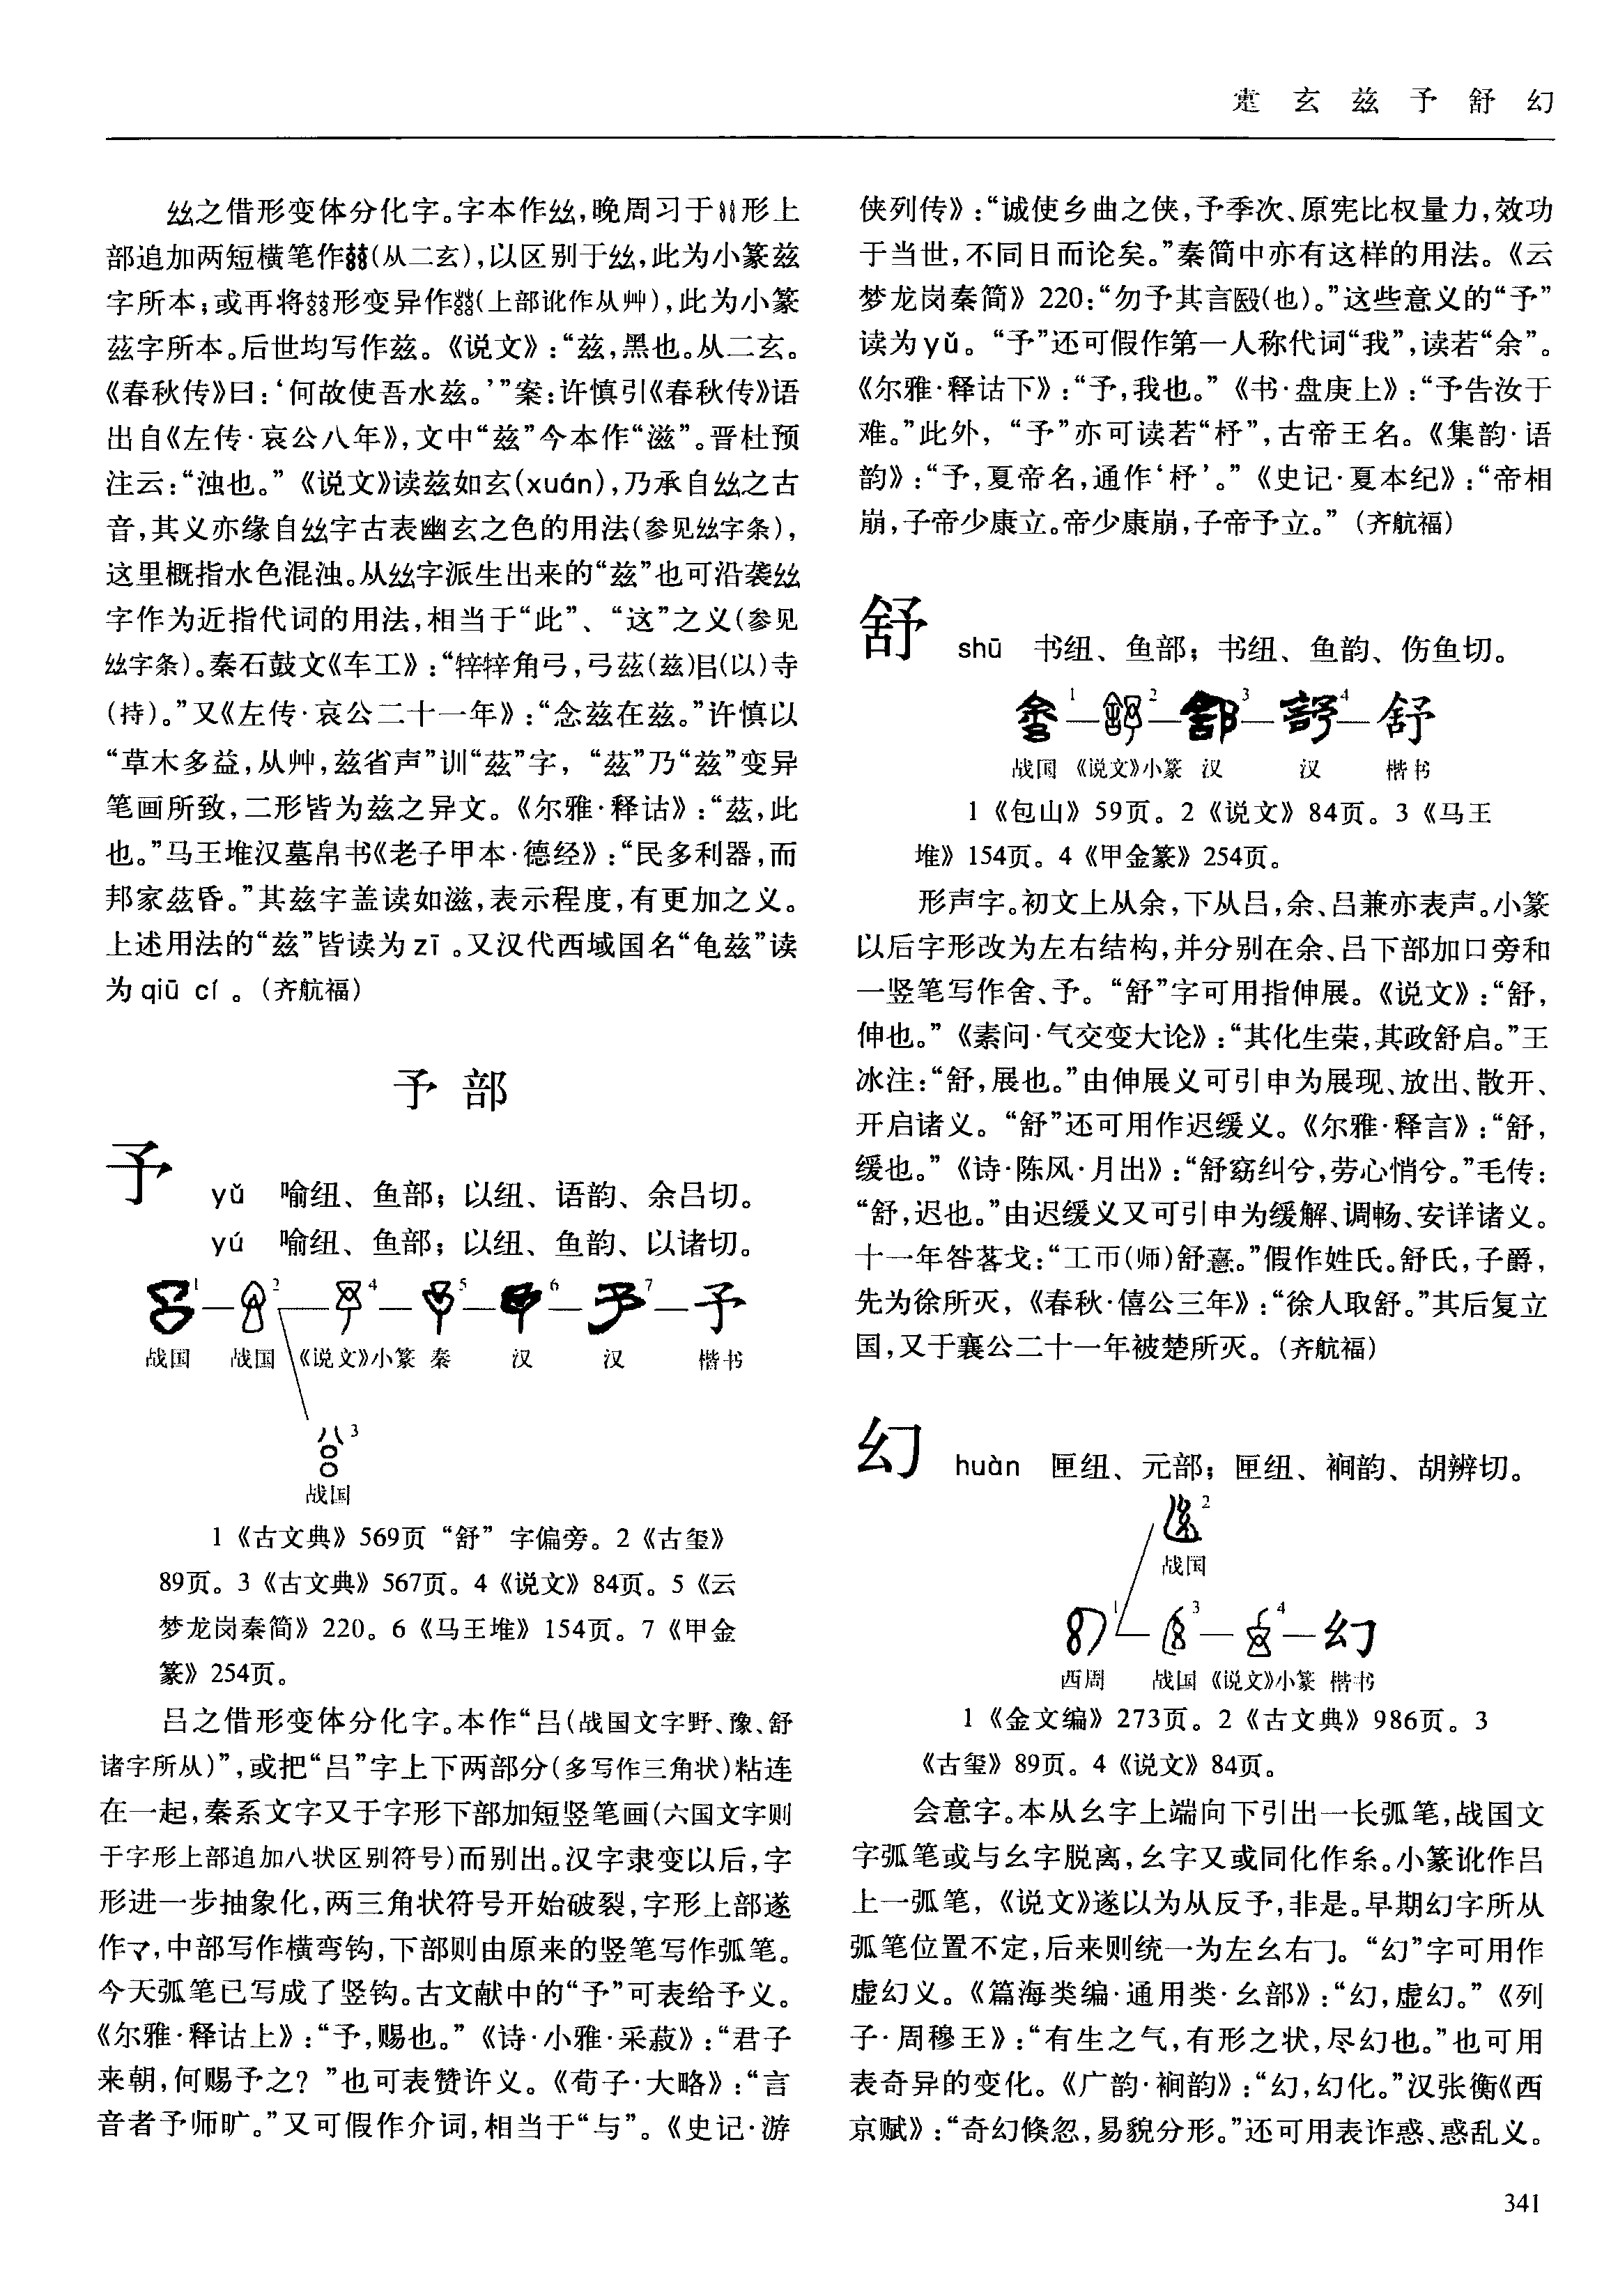 疐 玄 兹 予 舒 幻
𢆶之借形变体分化字。字本作𢆶,晚周习于形上
部追加两短横笔作(从二玄),以区别于𢆶,此为小篆兹
字所本;或再将形变异作(上部讹作从艸),此为小篆
茲字所本。后世均写作兹。《说文》:“兹,黑也。从二玄。
《春秋传》曰:‘何故使吾水兹。’”案:许慎引《春秋传》语
出自《左传·哀公八年》,文中“兹”今本作“滋”。晋杜预
注云:“浊也。”《说文》读兹如玄(xuán),乃承自𢆶之古
音,其义亦缘自𢆶字古表幽玄之色的用法(参见𢆶字条),
这里概指水色混浊。从𢆶字派生出来的“兹”也可沿袭𢆶
字作为近指代词的用法,相当于“此”、“这”之义(参见
𢆶字条)。秦石鼓文《车工》:“牸牸角弓,弓茲(兹)㠯(以)寺
(持)。”又《左传·哀公二十一年》:“念兹在兹。”许慎以
“草木多益,从艸,兹省声”训“茲”字,“茲”乃“兹”变异
笔画所致,二形皆为兹之异文。《尔雅·释诂》:“茲,此
也。”马王堆汉墓帛书《老子甲本·德经》:“民多利器,而
邦家茲昏。”其兹字盖读如滋,表示程度,有更加之义。
上述用法的“兹”皆读为 zī。又汉代西域国名“龟兹”读
为 qiū cí。(齐航福)
予 部
予 yǔ 喻纽、鱼部;以纽、语韵、余吕切。
yú 喻纽、鱼部;以纽、鱼韵、以诸切。
1 2 4 5 6 7 予
战国 战国 《说文》小篆 秦 汉 汉 楷书
3
战国
1《古文典》569页“舒”字偏旁。2《古玺》
89页。3《古文典》567页。4《说文》84页。5《云
梦龙岗秦简》220。6《马王堆》154页。7《甲金
篆》254页。
吕之借形变体分化字。本作“吕(战国文字野、豫、舒
诸字所从)”,或把“吕”字上下两部分(多写作三角状)粘连
在一起,秦系文字又于字形下部加短竖笔画(六国文字则
于字形上部追加八状区别符号)而别出。汉字隶变以后,字
形进一步抽象化,两三角状符号开始破裂,字形上部遂
作龴,中部写作横弯钩,下部则由原来的竖笔写作弧笔。
今天弧笔已写成了竖钩。古文献中的“予”可表给予义。
《尔雅·释诂上》:“予,赐也。”《诗·小雅·采菽》:“君子
来朝,何赐予之?”也可表赞许义。《荀子·大略》:“言
音者予师旷。”又可假作介词,相当于“与”。《史记·游
侠列传》:“诚使乡曲之侠,予季次、原宪比权量力,效功
于当世,不同日而论矣。”秦简中亦有这样的用法。《云
梦龙岗秦简》220:“勿予其言殹(也)。”这些意义的“予”
读为yǔ。“予”还可假作第一人称代词“我”,读若“余”。
《尔雅·释诂下》:“予,我也。”《书·盘庚上》:“予告汝于
难。”此外,“予”亦可读若“杼”,古帝王名。《集韵·语
韵》:“予,夏帝名,通作‘杼’。”《史记·夏本纪》:“帝相
崩,子帝少康立。帝少康崩,子帝予立。”(齐航福)
舒 shū 书纽、鱼部;书纽、鱼韵、伤鱼切。
1 2 3 4 舒
战国 《说文》小篆 汉 汉 楷书
1《包山》59页。2《说文》84页。3《马王
堆》154页。4《甲金篆》254页。
形声字。初文上从余,下从吕,余、吕兼亦表声。小篆
以后字形改为左右结构,并分别在余、吕下部加口旁和
一竖笔写作舍、予。“舒”字可用指伸展。《说文》:“舒,
伸也。”《素问·气交变大论》:“其化生荣,其政舒启。”王
冰注:“舒,展也。”由伸展义可引申为展现、放出、散开、
开启诸义。“舒”还可用作迟缓义。《尔雅·释言》:“舒,
缓也。”《诗·陈风·月出》:“舒窈纠兮,劳心悄兮。”毛传:
“舒,迟也。”由迟缓义又可引申为缓解、调畅、安详诸义。
十一年咎茖戈:“工币(师)舒憙。”假作姓氏。舒氏,子爵,
先为徐所灭,《春秋·僖公三年》:“徐人取舒。”其后复立
国,又于襄公二十一年被楚所灭。(齐航福)
幻 huàn 匣纽、元部;匣纽、裥韵、胡辨切。
2
战国
1 3 4 幻
西周 战国 《说文》小篆 楷书
1《金文编》273页。2《古文典》986页。3
《古玺》89页。4《说文》84页。
会意字。本从幺字上端向下引出一长弧笔,战国文
字弧笔或与幺字脱离,幺字又或同化作糸。小篆讹作吕
上一弧笔,《说文》遂以为从反予,非是。早期幻字所从
弧笔位置不定,后来则统一为左幺右㇆。“幻”字可用作
虚幻义。《篇海类编·通用类·幺部》:“幻,虚幻。”《列
子·周穆王》:“有生之气,有形之状,尽幻也。”也可用
表奇异的变化。《广韵·裥韵》:“幻,幻化。”汉张衡《西
京赋》:“奇幻倏忽,易貌分形。”还可用表诈惑、惑乱义。
341